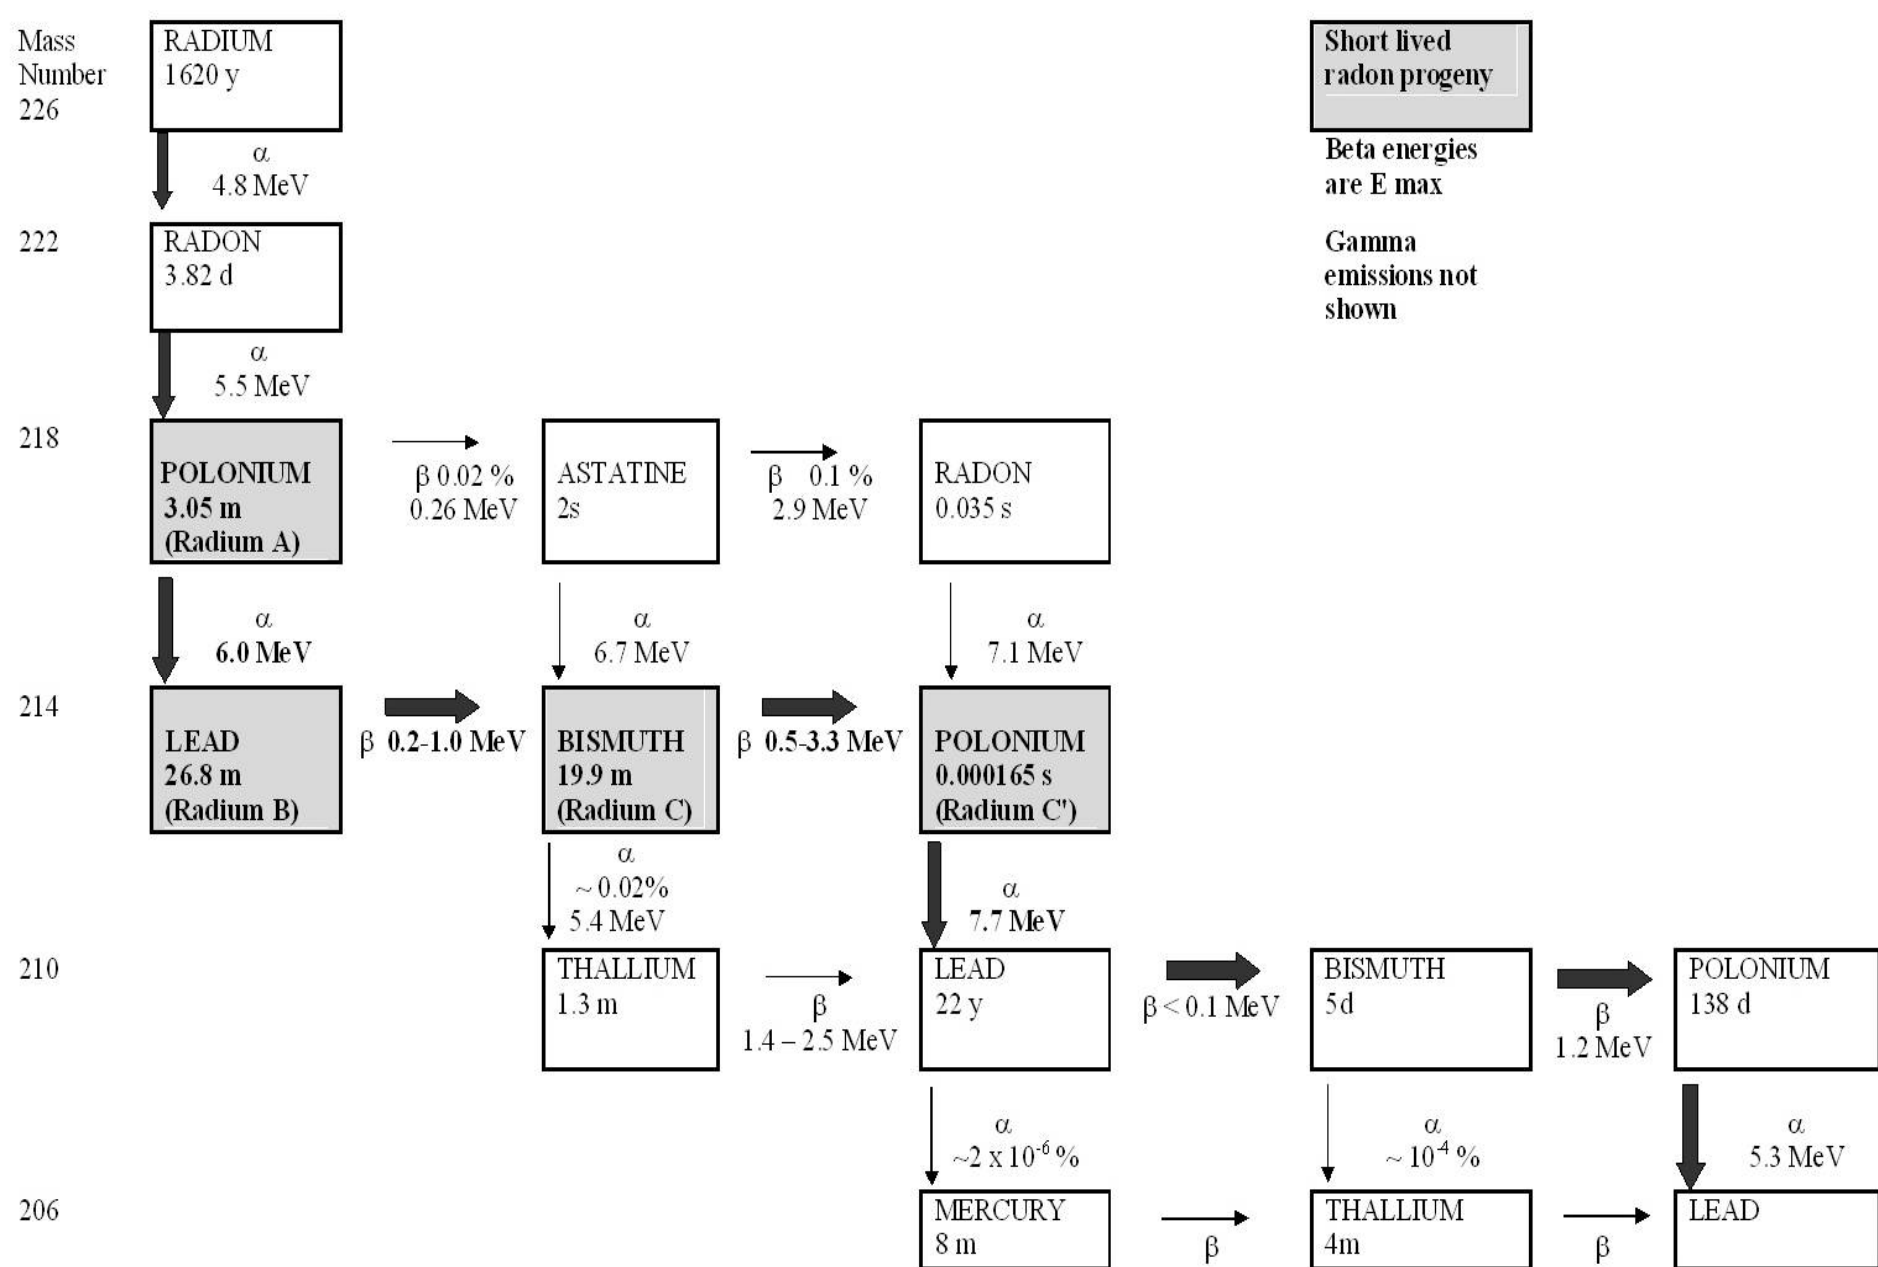 Mass
Number
226
RADIUM
1620 y
Short lived
radon progeny
α
4.8 MeV
Beta energies
are E max
222
RADON
3.82 d
Gamma
emissions not
shown
α
5.5 MeV
218
POLONIUM
3.05 m
(Radium A)
β 0.02 %
0.26 MeV
ASTATINE
2s
β 0.1 %
2.9 MeV
RADON
0.035 s
α
6.0 MeV
α
6.7 MeV
α
7.1 MeV
214
LEAD
26.8 m
(Radium B)
β 0.2-1.0 MeV
BISMUTH
19.9 m
(Radium C)
β 0.5-3.3 MeV
POLONIUM
0.000165 s
(Radium C')
α
~ 0.02%
5.4 MeV
α
7.7 MeV
210
THALLIUM
1.3 m
β
1.4 – 2.5 MeV
LEAD
22 y
β < 0.1 MeV
BISMUTH
5d
β
1.2 MeV
POLONIUM
138 d
α
~2 x 10⁻⁶ %
α
~ 10⁻⁴ %
α
5.3 MeV
206
MERCURY
8 m
β
THALLIUM
4m
β
LEAD